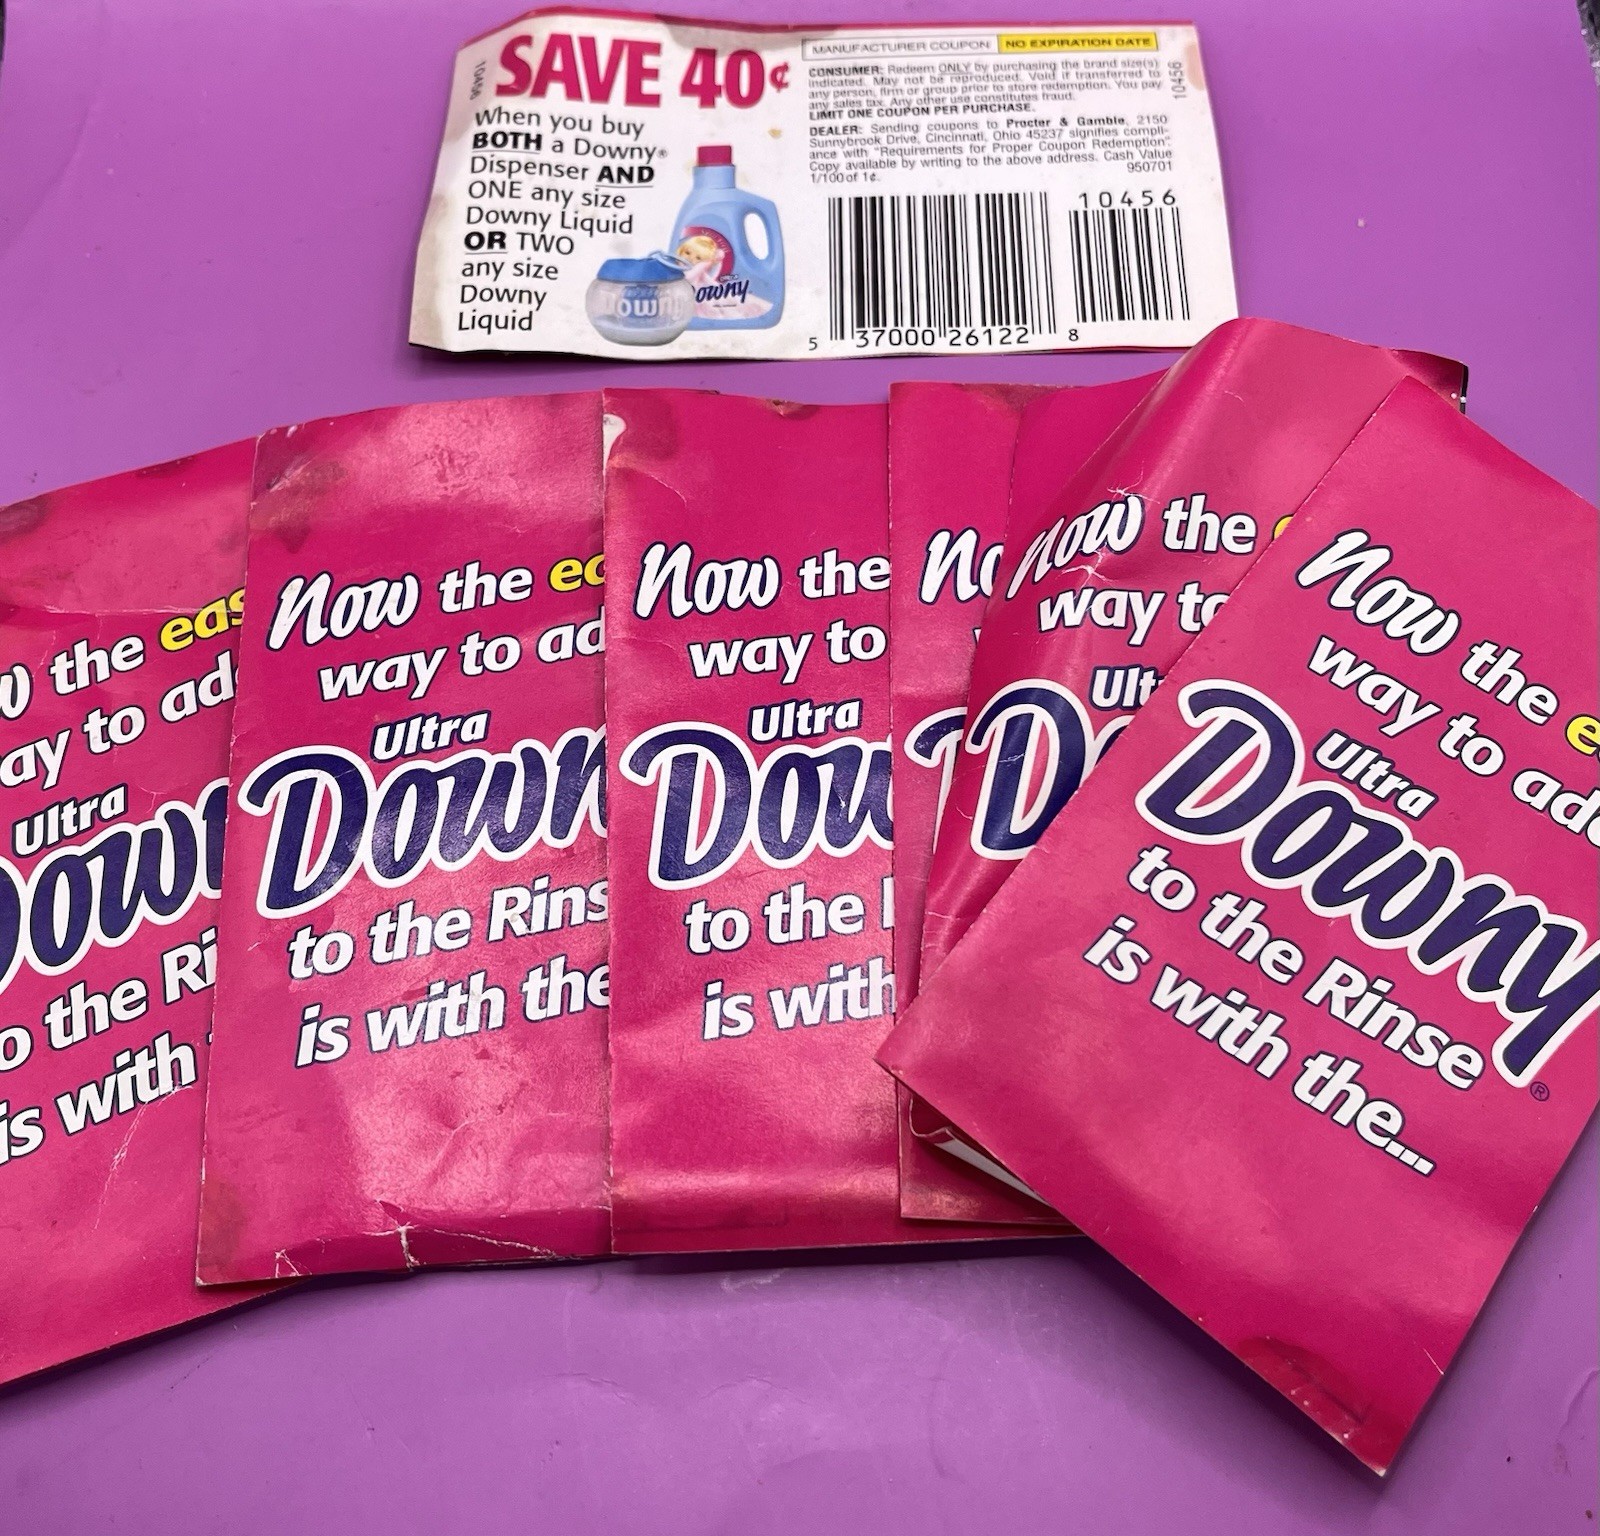 SAVE 40¢
10456
When you buy
BOTH a Downy®
Dispenser AND
ONE any size
Downy Liquid
OR TWO
any size
Downy
Liquid
Downy
Downy
MANUFACTURER COUPON NO EXPIRATION DATE
CONSUMER: Redeem ONLY by purchasing the brand size(s)
indicated. May not be reproduced. Void if transferred to
any person, firm or group prior to store redemption. You pay
any sales tax. Any other use constitutes fraud.
LIMIT ONE COUPON PER PURCHASE.
DEALER: Sending coupons to Procter & Gamble, 2150
Sunnybrook Drive, Cincinnati, Ohio 45237 signifies compli-
ance with "Requirements for Proper Coupon Redemption".
Copy available by writing to the above address. Cash Value
1/100 of 1¢. 950701
10456
10456
5 37000 26122 8
w the eas
ay to add
Ultra
Down
o the Ri
is with
Now the ea
way to ad
Ultra
Down
to the Rins
is with the
Now the
way to
Ultra
Dow
to the
is with
No
Now the e
way to
Ult
Do
Now the e
way to add
Ultra
Downy®
to the Rinse
is with the...